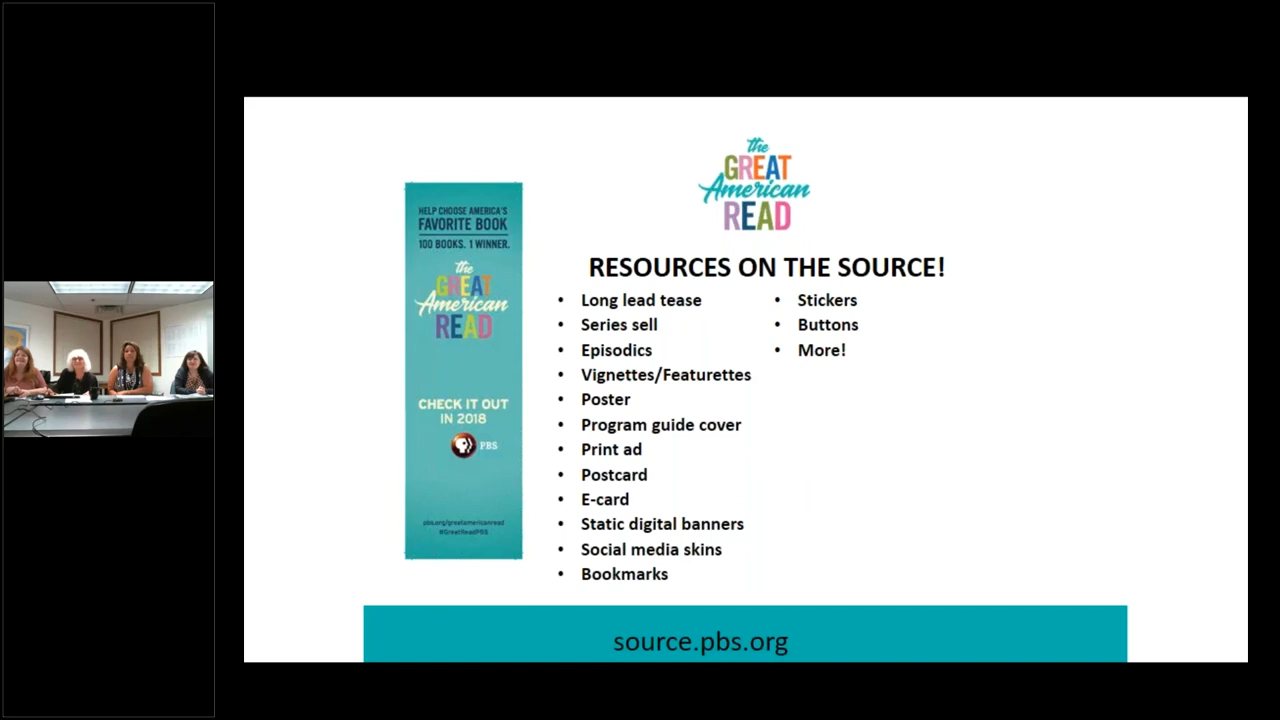 HELP CHOOSE AMERICA'S
FAVORITE BOOK
100 BOOKS. 1 WINNER.
the
GREAT
American
READ
CHECK IT OUT
IN 2018
PBS
pbs.org/greatamericanread
#GreatReadPBS
the
GREAT
American
READ
RESOURCES ON THE SOURCE!
• Long lead tease
• Series sell
• Episodics
• Vignettes/Featurettes
• Poster
• Program guide cover
• Print ad
• Postcard
• E-card
• Static digital banners
• Social media skins
• Bookmarks
• Stickers
• Buttons
• More!
source.pbs.org